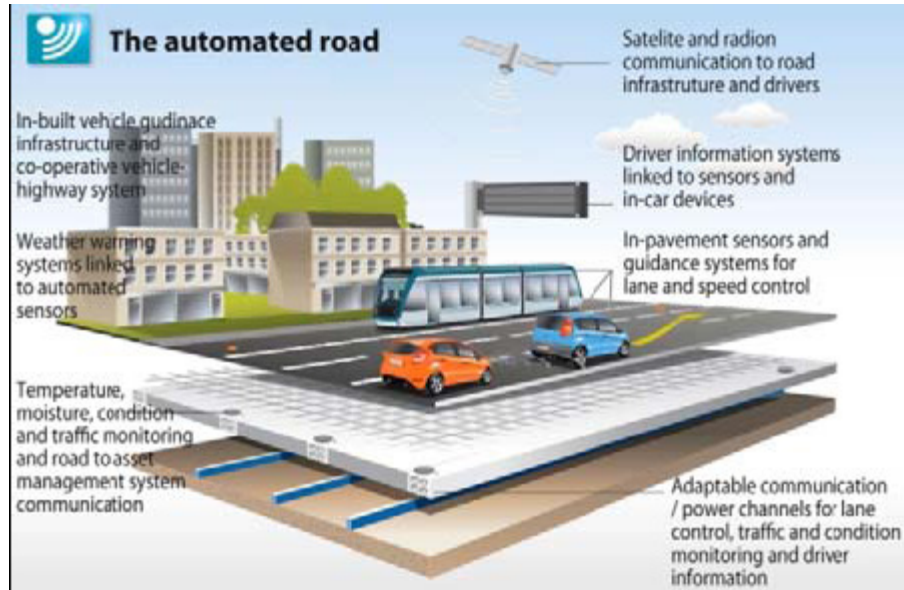 The automated road
Satelite and radion
communication to road
infrastruture and drivers
In-built vehicle gudinace
infrastructure and
co-operative vehicle-
highway system
Driver information systems
linked to sensors and
in-car devices
Weather warning
systems linked
to automated
sensors
In-pavement sensors and
guidance systems for
lane and speed control
Temperature,
moisture, condition
and traffic monitoring
and road to asset
management system
communication
Adaptable communication
/ power channels for lane
control, traffic and condition
monitoring and driver
information